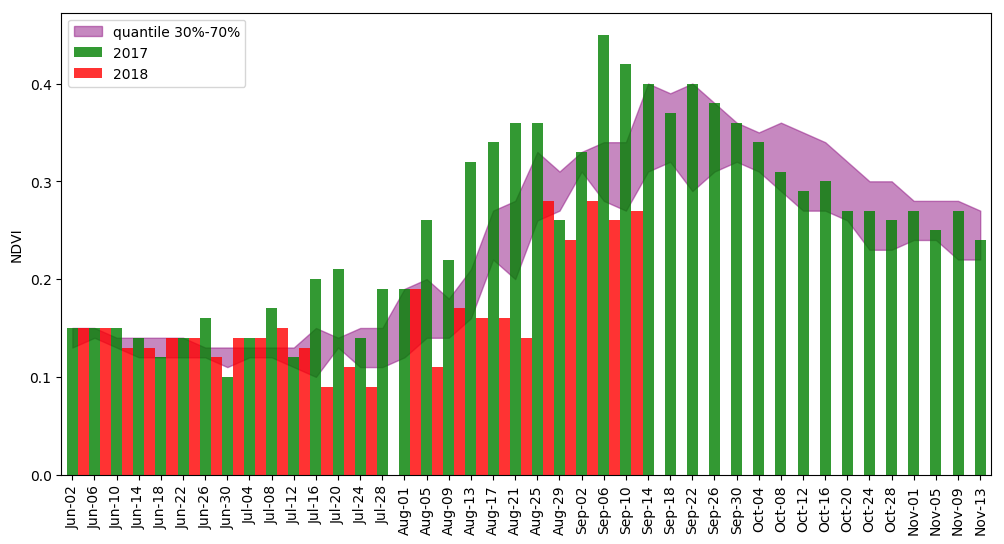 quantile 30%-70%
2017
2018
NDVI
0.4
0.3
0.2
0.1
0.0
Jun-02
Jun-06
Jun-10
Jun-14
Jun-18
Jun-22
Jun-26
Jun-30
Jul-04
Jul-08
Jul-12
Jul-16
Jul-20
Jul-24
Jul-28
Aug-01
Aug-05
Aug-09
Aug-13
Aug-17
Aug-21
Aug-25
Aug-29
Sep-02
Sep-06
Sep-10
Sep-14
Sep-18
Sep-22
Sep-26
Sep-30
Oct-04
Oct-08
Oct-12
Oct-16
Oct-20
Oct-24
Oct-28
Nov-01
Nov-05
Nov-09
Nov-13